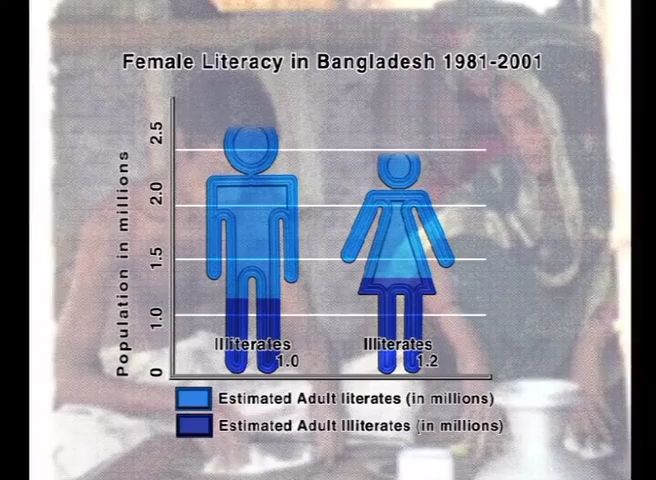 Female Literacy in Bangladesh 1981-2001
Population in millions
2.5
2.0
1.5
1.0
0
Illiterates
1.0
Illiterates
1.2
Estimated Adult literates (in millions)
Estimated Adult Illiterates (in millions)